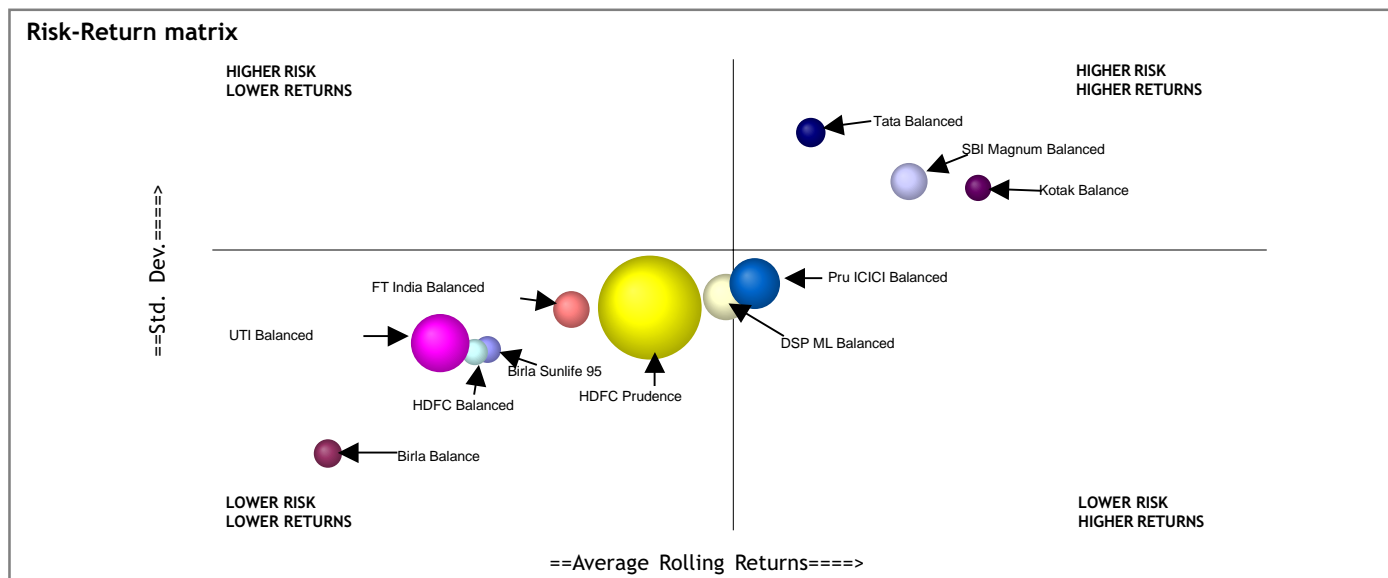 Risk-Return matrix
HIGHER RISK
LOWER RETURNS
HIGHER RISK
HIGHER RETURNS
Tata Balanced
SBI Magnum Balanced
Kotak Balance
==Std. Dev.=====>
FT India Balanced
Pru ICICI Balanced
UTI Balanced
DSP ML Balanced
Birla Sunlife 95
HDFC Balanced
HDFC Prudence
Birla Balance
LOWER RISK
LOWER RETURNS
LOWER RISK
HIGHER RETURNS
==Average Rolling Returns====>